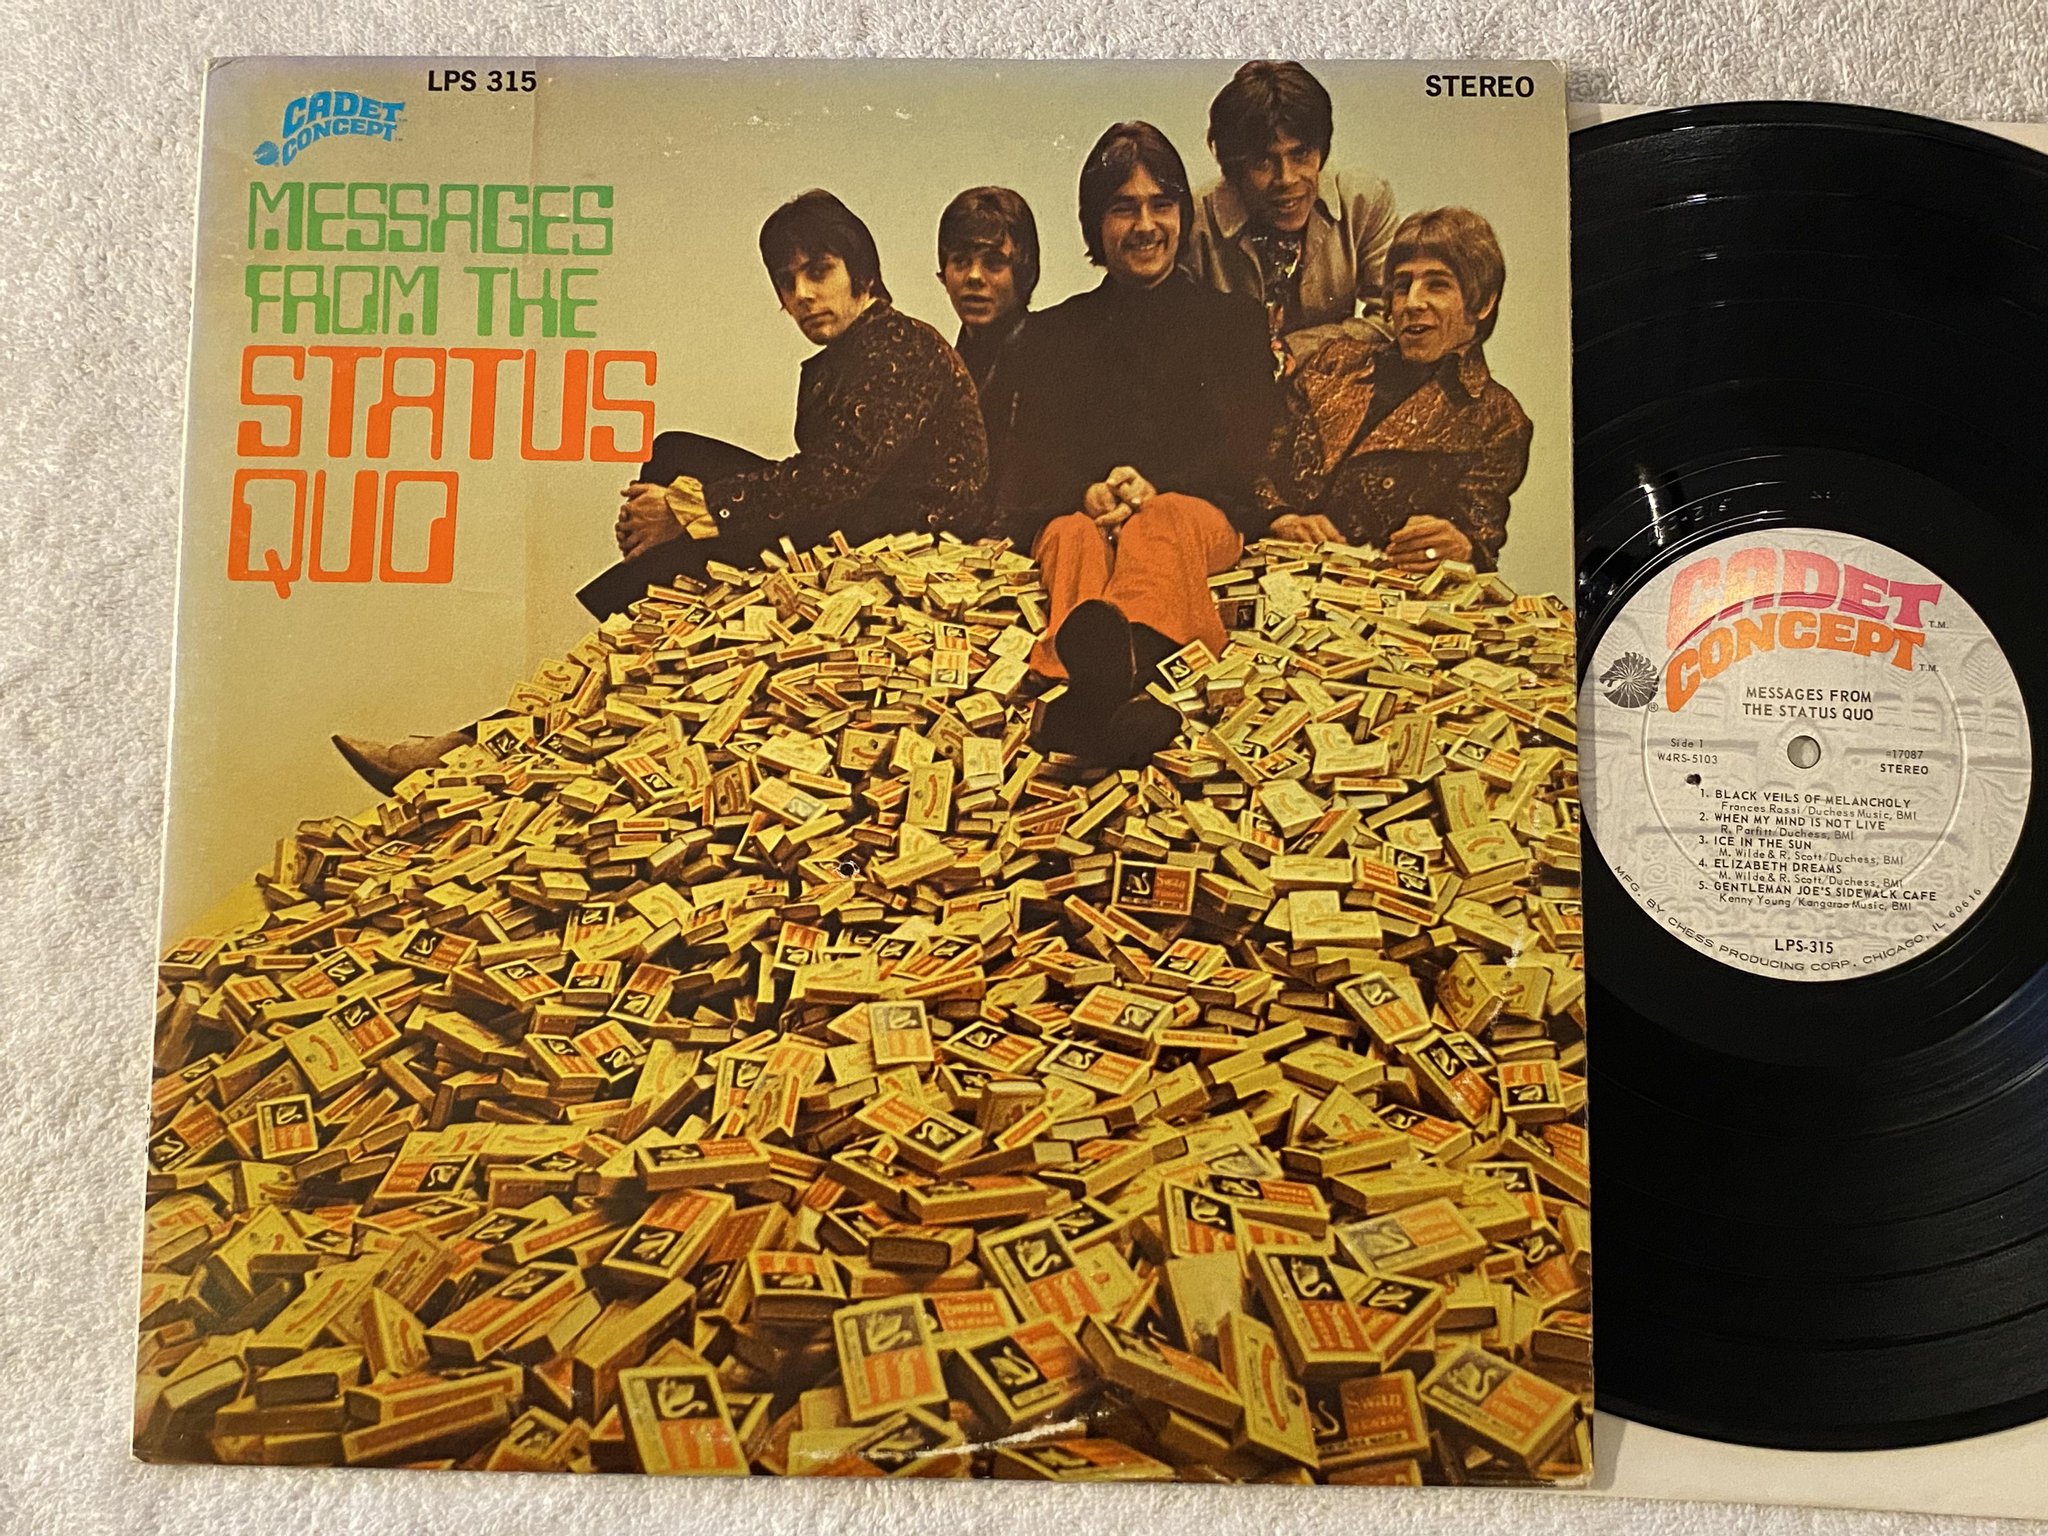 LPS 315
STEREO
CADET
CONCEPT
MESSAGES
FROM THE
STATUS
QUO
CADET
T.M.
CONCEPT
T.M.
MESSAGES FROM
THE STATUS QUO
Side 1
#17087
W4RS-5103
STEREO
1. BLACK VEILS OF MELANCHOLY
Frances Rossi/Duchess Music, BMI
2. WHEN MY MIND IS NOT LIVE
R. Parfitt/Duchess, BMI
3. ICE IN THE SUN
M. Wilde & R. Scott/Duchess, BMI
4. ELIZABETH DREAMS
M. Wilde & R. Scott/Duchess, BMI
5. GENTLEMAN JOE'S SIDEWALK CAFE
Kenny Young/Kangaroo Music, BMI
LPS-315
MFG. BY CHESS PRODUCING CORP. CHICAGO, IL 60616
Swan